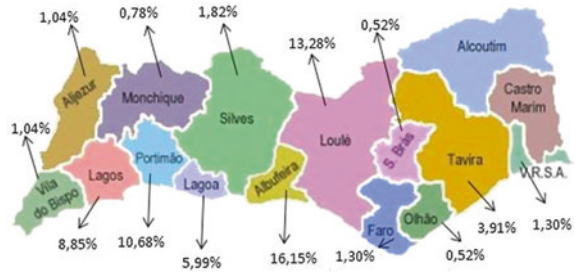 1,04%
0,78%
1,82%
13,28%
0,52%
Alcoutim
Aljezur
Monchique
Silves
Loulé
S. Brás
Castro
Marim
1,04%
Vila
do Bispo
Lagos
Portimão
Lagoa
Albufeira
Tavira
V.R.S.A.
Faro
Olhão
8,85%
10,68%
5,99%
16,15%
1,30%
0,52%
3,91%
1,30%